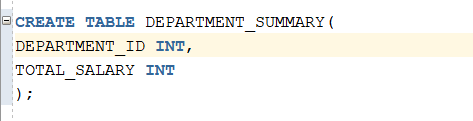 CREATE TABLE DEPARTMENT_SUMMARY(
DEPARTMENT_ID INT,
TOTAL_SALARY INT
);